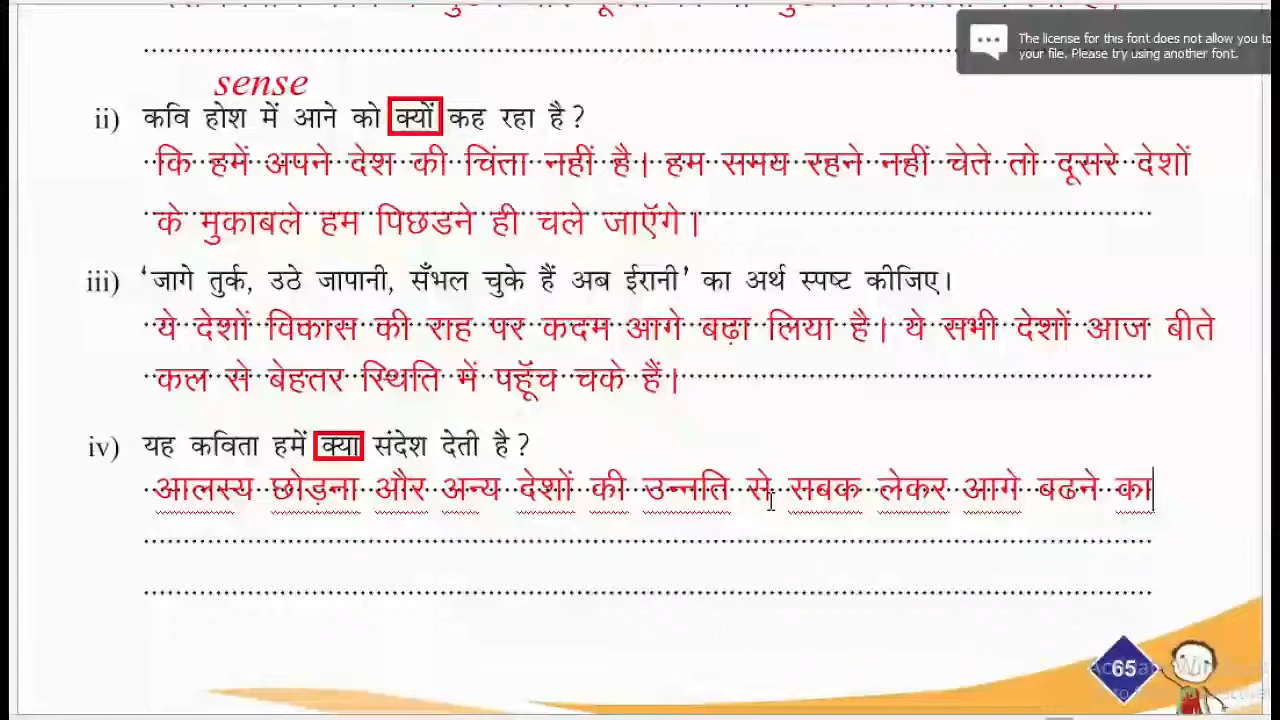 The license for this font does not allow you to
your file. Please try using another font.
sense
ii) कवि होश में आने को क्यों कह रहा है?
कि हमें अपने देश की चिंता नहीं है। हम समय रहने नहीं चेते तो दूसरे देशों
के मुकाबले हम पिछडने ही चले जाएँगे।
iii) 'जागे तुर्क, उठे जापानी, सँभल चुके हैं अब ईरानी' का अर्थ स्पष्ट कीजिए।
ये देशों विकास की राह पर कदम आगे बढ़ा लिया है। ये सभी देशों आज बीते
कल से बेहतर स्थिति में पहूँच चके हैं।
iv) यह कविता हमें क्या संदेश देती है?
आलस्य छोड़ना और अन्य देशों की उन्नति से सबक लेकर आगे बढने का
65